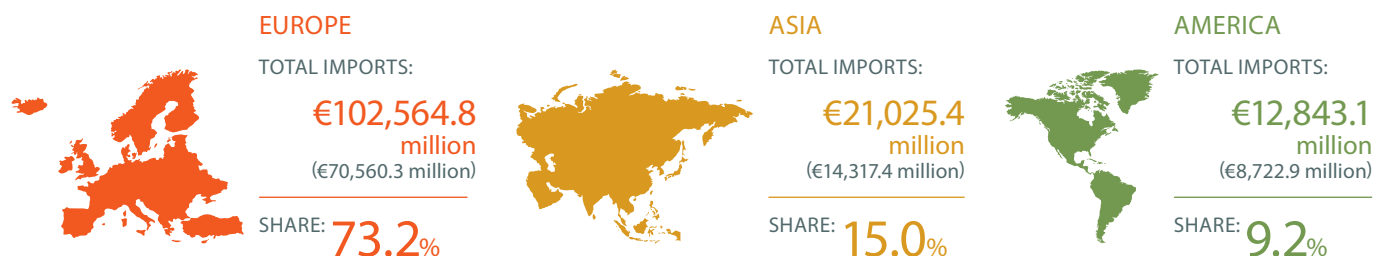 EUROPE
TOTAL IMPORTS:
€102,564.8
million
(€70,560.3 million)
SHARE: 73.2%
ASIA
TOTAL IMPORTS:
€21,025.4
million
(€14,317.4 million)
SHARE: 15.0%
AMERICA
TOTAL IMPORTS:
€12,843.1
million
(€8,722.9 million)
SHARE: 9.2%